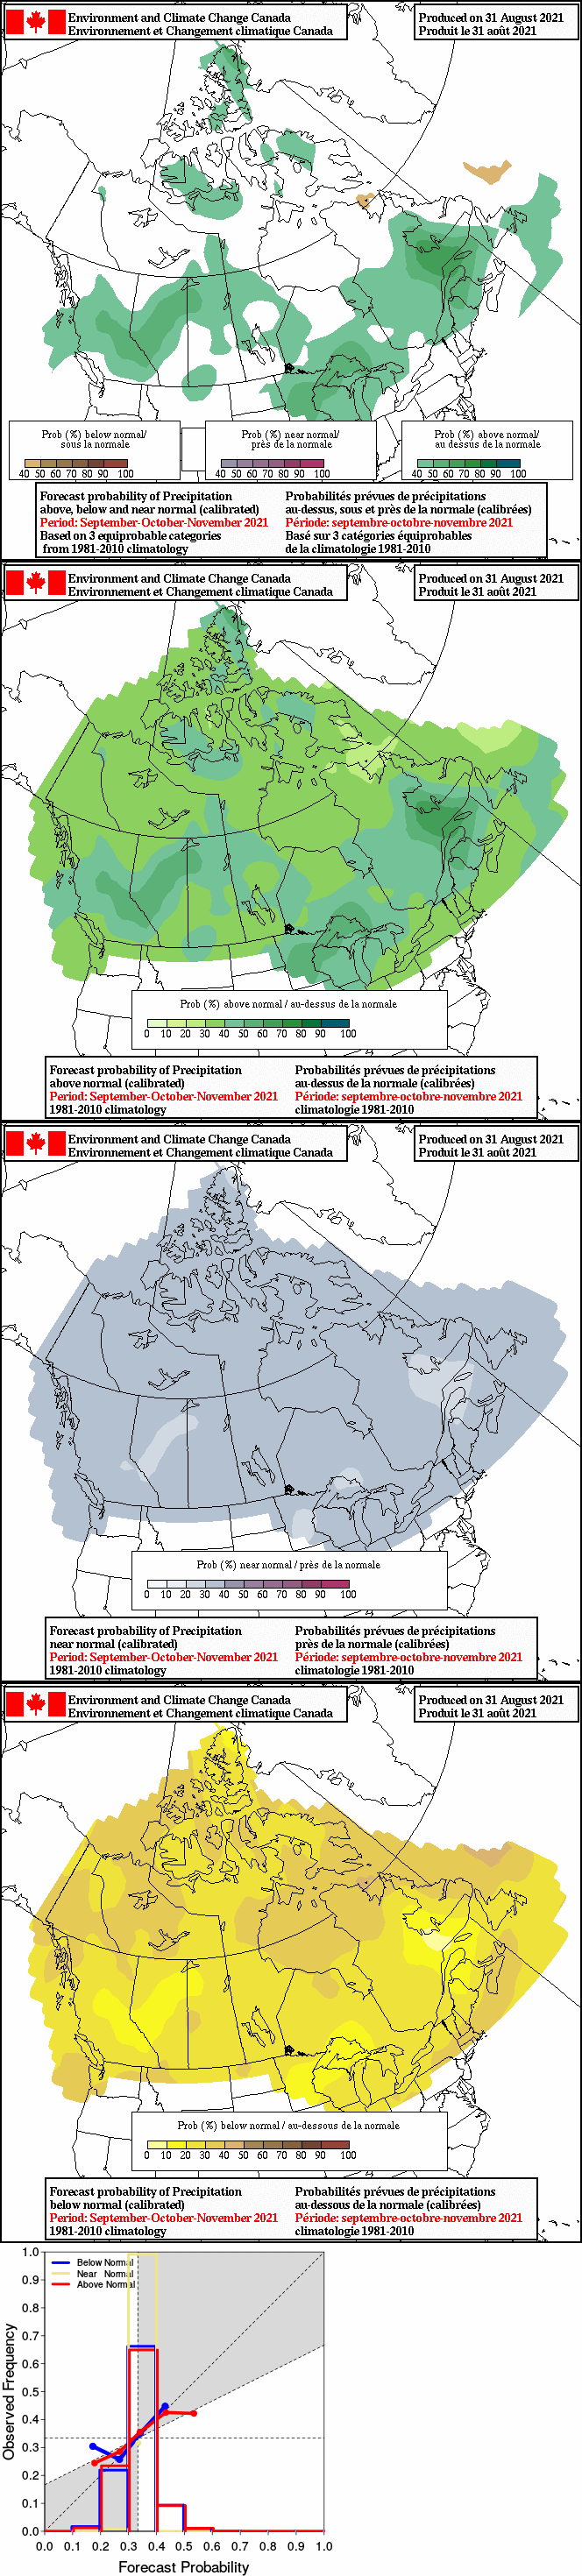 Environment and Climate Change Canada
Environnement et Changement climatique Canada
Produced on 31 August 2021
Produit le 31 août 2021
Prob (%) below normal/
sous la normale
40 50 60 70 80 90 100
Prob (%) near normal/
près de la normale
40 50 60 70 80 90 100
Prob (%) above normal/
au dessus de la normale
40 50 60 70 80 90 100
Forecast probability of Precipitation
above, below and near normal (calibrated)
Period: September-October-November 2021
Based on 3 equiprobable categories
from 1981-2010 climatology
Probabilités prévues de précipitations
au-dessus, sous et près de la normale (calibrées)
Période: septembre-octobre-novembre 2021
Basé sur 3 catégories équiprobables
de la climatologie 1981-2010
Environment and Climate Change Canada
Environnement et Changement climatique Canada
Produced on 31 August 2021
Produit le 31 août 2021
Prob (%) above normal / au-dessus de la normale
0 10 20 30 40 50 60 70 80 90 100
Forecast probability of Precipitation
above normal (calibrated)
Period: September-October-November 2021
1981-2010 climatology
Probabilités prévues de précipitations
au-dessus de la normale (calibrées)
Période: septembre-octobre-novembre 2021
climatologie 1981-2010
Environment and Climate Change Canada
Environnement et Changement climatique Canada
Produced on 31 August 2021
Produit le 31 août 2021
Prob (%) near normal / près de la normale
0 10 20 30 40 50 60 70 80 90 100
Forecast probability of Precipitation
near normal (calibrated)
Period: September-October-November 2021
1981-2010 climatology
Probabilités prévues de précipitations
près de la normale (calibrées)
Période: septembre-octobre-novembre 2021
climatologie 1981-2010
Environment and Climate Change Canada
Environnement et Changement climatique Canada
Produced on 31 August 2021
Produit le 31 août 2021
Prob (%) below normal / au-dessous de la normale
0 10 20 30 40 50 60 70 80 90 100
Forecast probability of Precipitation
below normal (calibrated)
Period: September-October-November 2021
1981-2010 climatology
Probabilités prévues de précipitations
au-dessous de la normale (calibrées)
Période: septembre-octobre-novembre 2021
climatologie 1981-2010
Below Normal
Near Normal
Above Normal
Observed Frequency
1.0
0.9
0.8
0.7
0.6
0.5
0.4
0.3
0.2
0.1
0.0
0.0 0.1 0.2 0.3 0.4 0.5 0.6 0.7 0.8 0.9 1.0
Forecast Probability